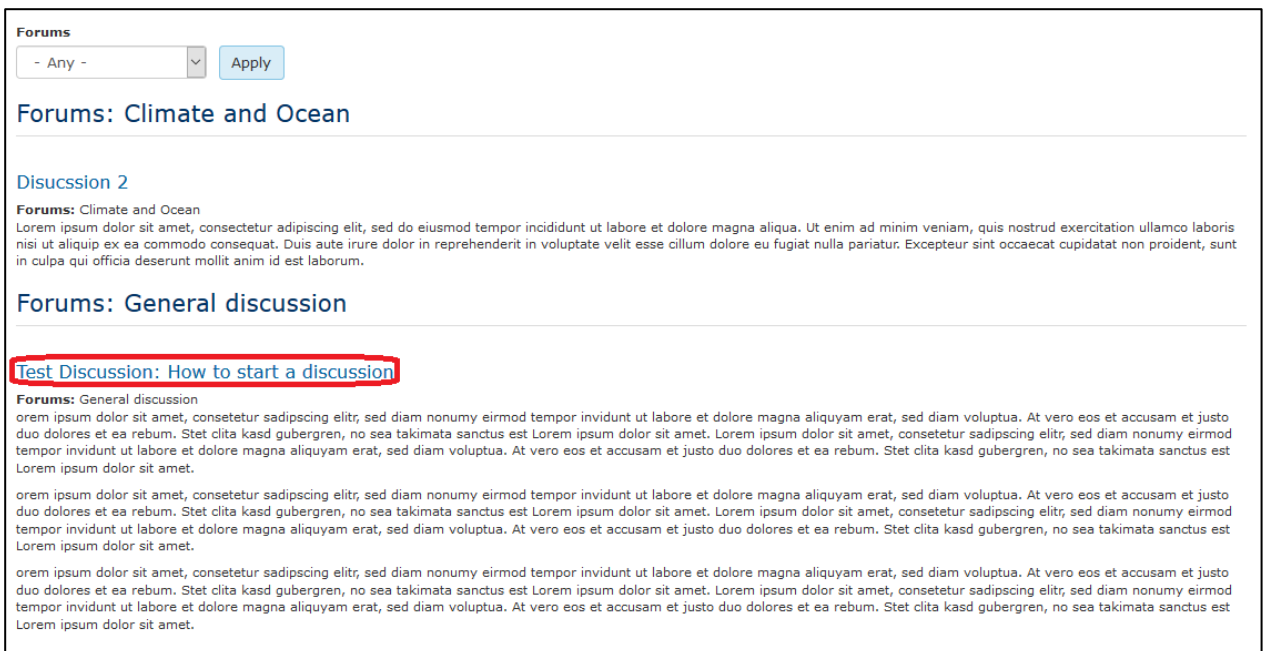 Forums
- Any -
Apply
Forums: Climate and Ocean
Disucssion 2
Forums: Climate and Ocean
Lorem ipsum dolor sit amet, consectetur adipiscing elit, sed do eiusmod tempor incididunt ut labore et dolore magna aliqua. Ut enim ad minim veniam, quis nostrud exercitation ullamco laboris
nisi ut aliquip ex ea commodo consequat. Duis aute irure dolor in reprehenderit in voluptate velit esse cillum dolore eu fugiat nulla pariatur. Excepteur sint occaecat cupidatat non proident, sunt
in culpa qui officia deserunt mollit anim id est laborum.
Forums: General discussion
Test Discussion: How to start a discussion
Forums: General discussion
orem ipsum dolor sit amet, consetetur sadipscing elitr, sed diam nonumy eirmod tempor invidunt ut labore et dolore magna aliquyam erat, sed diam voluptua. At vero eos et accusam et justo
duo dolores et ea rebum. Stet clita kasd gubergren, no sea takimata sanctus est Lorem ipsum dolor sit amet. Lorem ipsum dolor sit amet, consetetur sadipscing elitr, sed diam nonumy eirmod
tempor invidunt ut labore et dolore magna aliquyam erat, sed diam voluptua. At vero eos et accusam et justo duo dolores et ea rebum. Stet clita kasd gubergren, no sea takimata sanctus est
Lorem ipsum dolor sit amet.
orem ipsum dolor sit amet, consetetur sadipscing elitr, sed diam nonumy eirmod tempor invidunt ut labore et dolore magna aliquyam erat, sed diam voluptua. At vero eos et accusam et justo
duo dolores et ea rebum. Stet clita kasd gubergren, no sea takimata sanctus est Lorem ipsum dolor sit amet. Lorem ipsum dolor sit amet, consetetur sadipscing elitr, sed diam nonumy eirmod
tempor invidunt ut labore et dolore magna aliquyam erat, sed diam voluptua. At vero eos et accusam et justo duo dolores et ea rebum. Stet clita kasd gubergren, no sea takimata sanctus est
Lorem ipsum dolor sit amet.
orem ipsum dolor sit amet, consetetur sadipscing elitr, sed diam nonumy eirmod tempor invidunt ut labore et dolore magna aliquyam erat, sed diam voluptua. At vero eos et accusam et justo
duo dolores et ea rebum. Stet clita kasd gubergren, no sea takimata sanctus est Lorem ipsum dolor sit amet. Lorem ipsum dolor sit amet, consetetur sadipscing elitr, sed diam nonumy eirmod
tempor invidunt ut labore et dolore magna aliquyam erat, sed diam voluptua. At vero eos et accusam et justo duo dolores et ea rebum. Stet clita kasd gubergren, no sea takimata sanctus est
Lorem ipsum dolor sit amet.